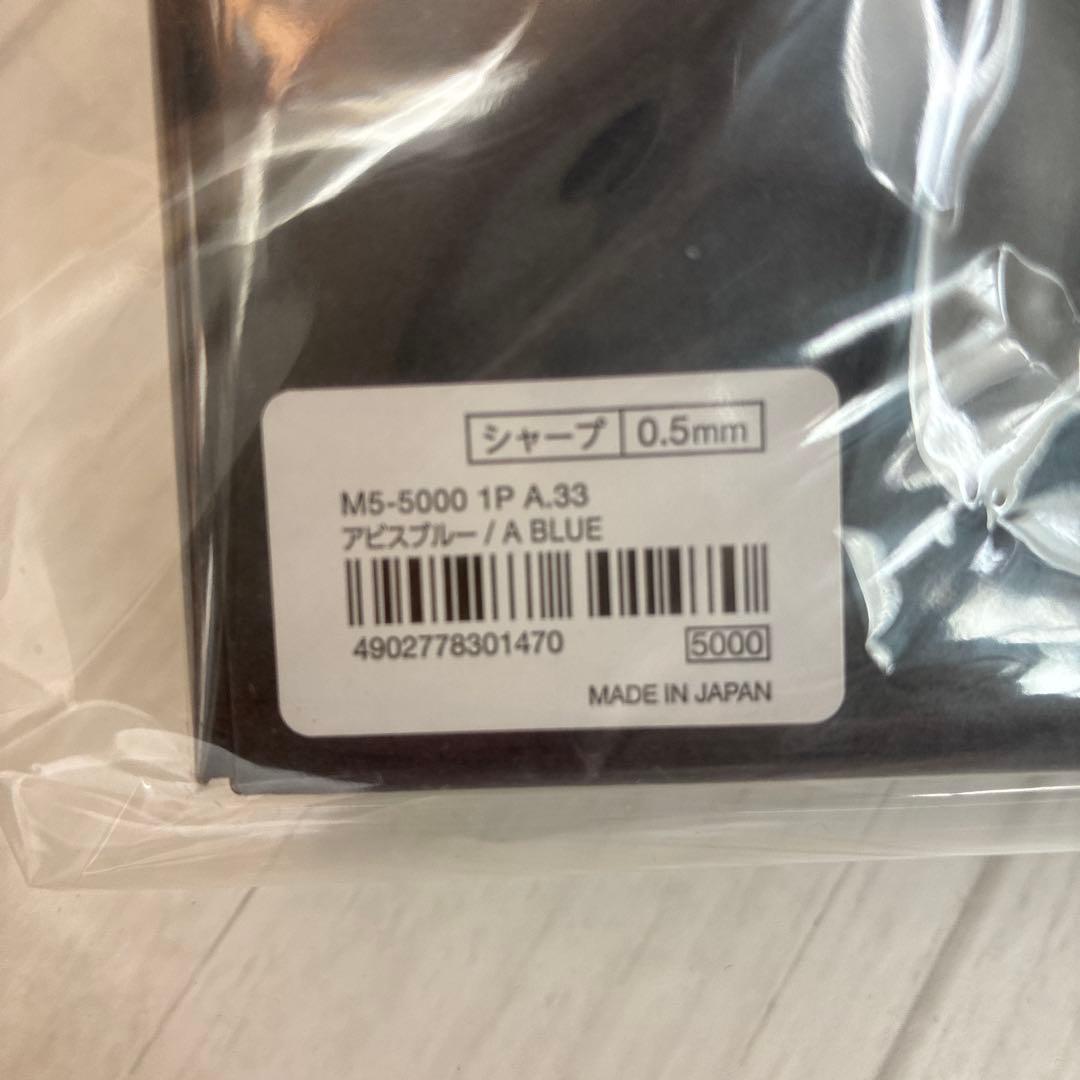 シャープ 0.5mm
M5-5000 1P A.33
アビスブルー / A BLUE
4902778301470 5000
MADE IN JAPAN